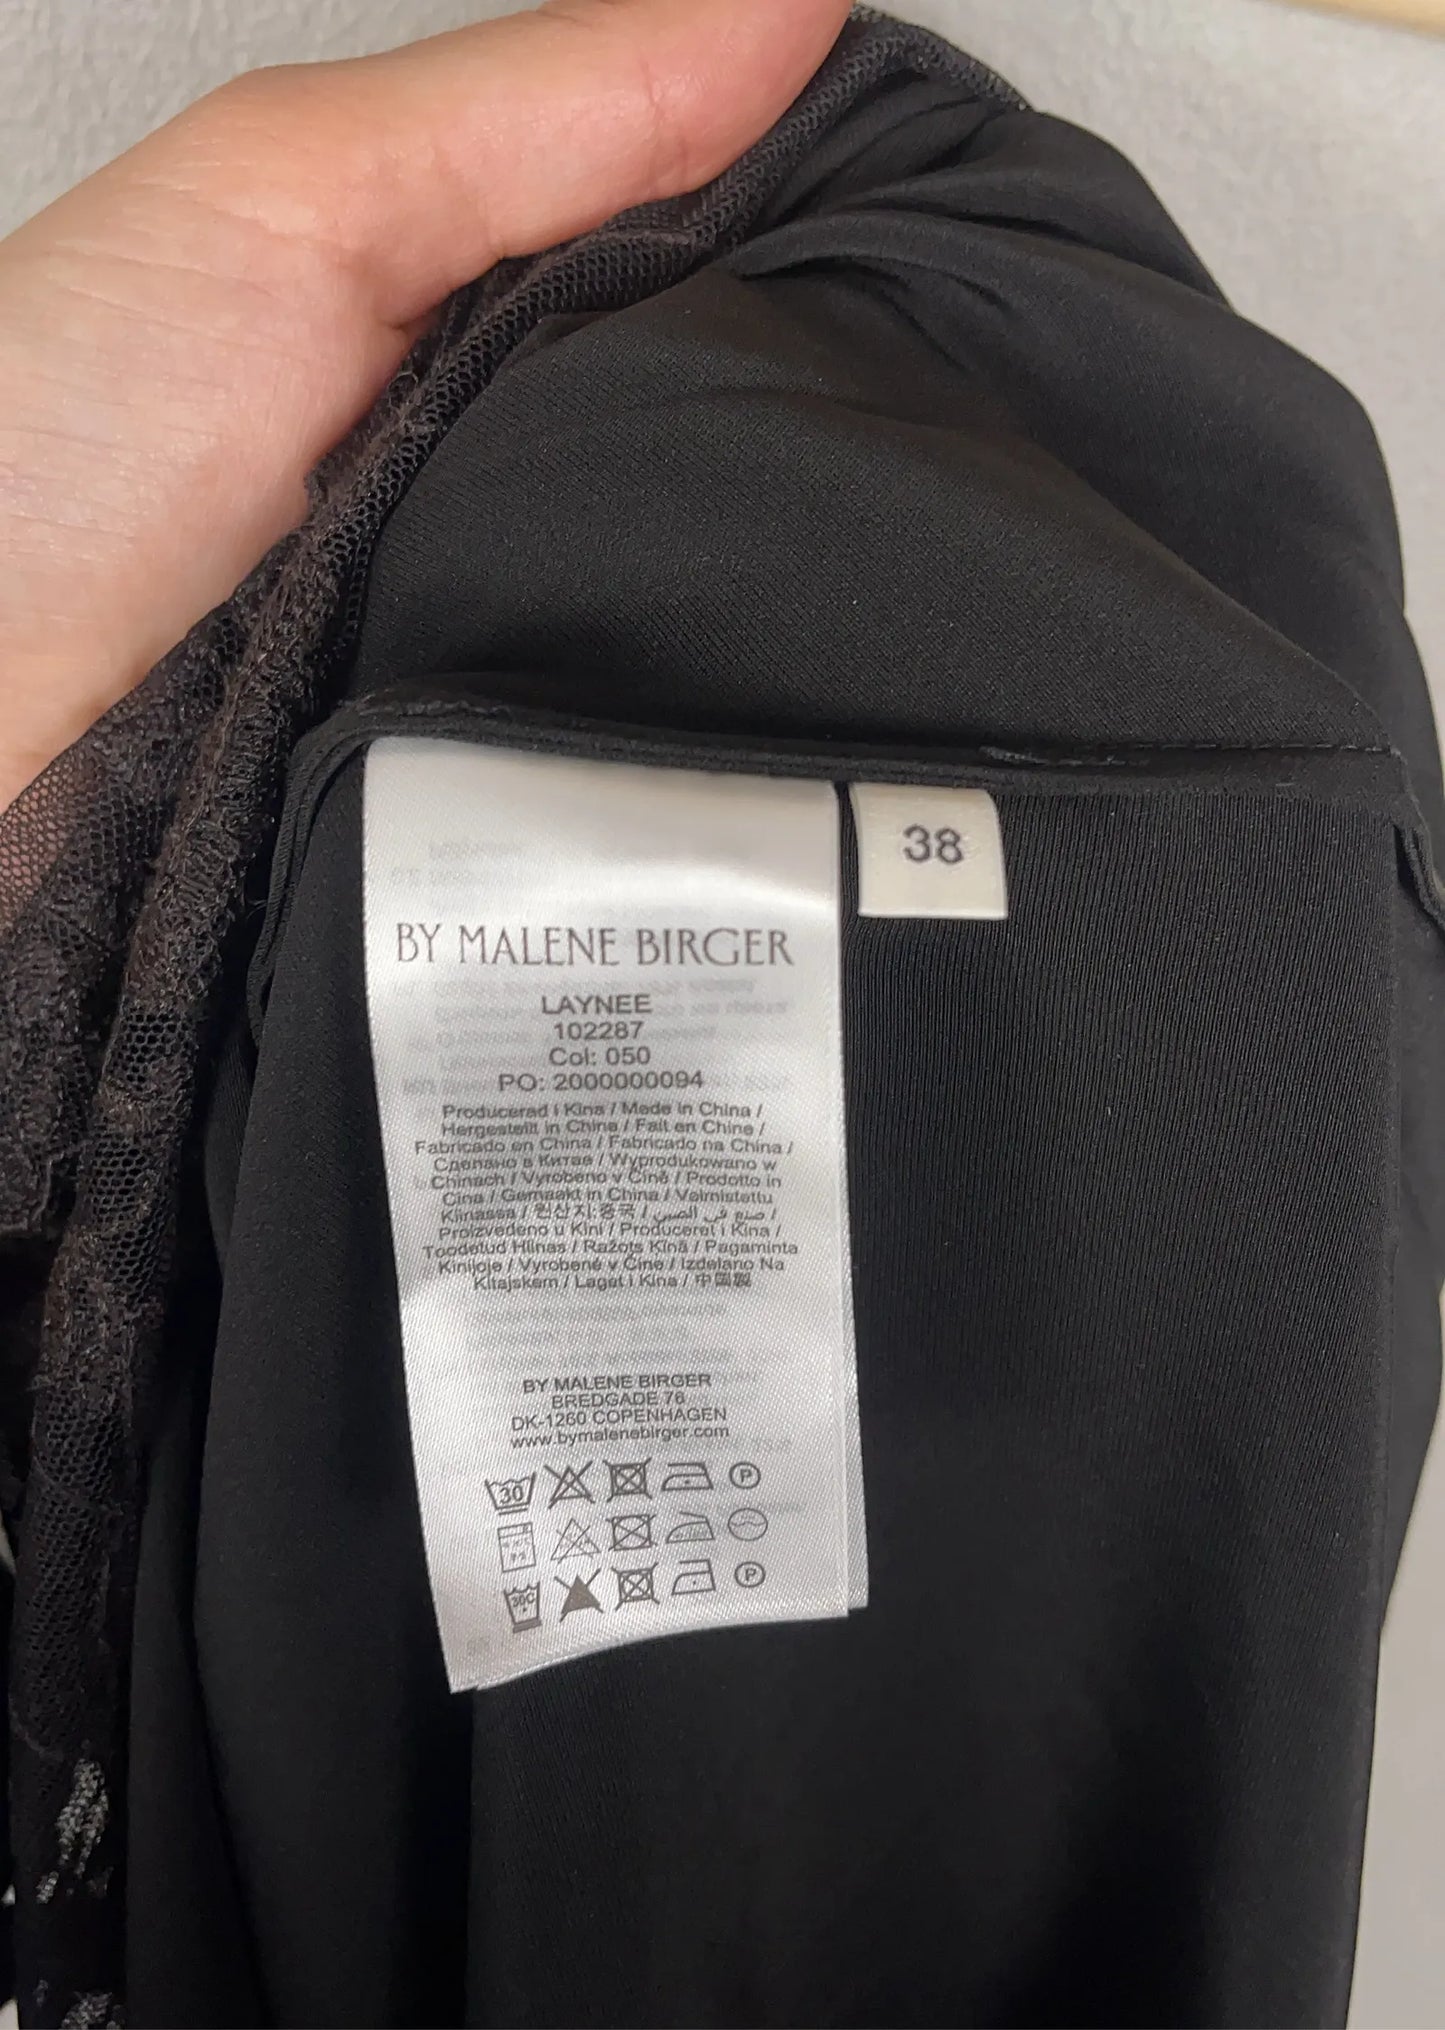 38
BY MALENE BIRGER
LAYNEE
102287
Col: 050
PO: 2000000094
Producerad i Kina / Made in China /
Hergestellt in China / Fait en Chine /
Fabricado en China / Fabricado na China /
Сделано в Китае / Wyprodukowano w
Chinach / Vyrobeno v Číně / Prodotto in
Cina / Gemaakt in China / Valmistettu
Kiinassa / 원산지:중국 / صنع في الصين /
Proizvedeno u Kini / Produceret i Kina /
Toodetud Hiinas / Ražots Ķīnā / Pagaminta
Kinijoje / Vyrobené v Číne / Izdelano Na
Kitajskem / Laget i Kina / 中国製
BY MALENE BIRGER
BREDGADE 76
DK-1260 COPENHAGEN
www.bymalenebirger.com
30 P
30C P